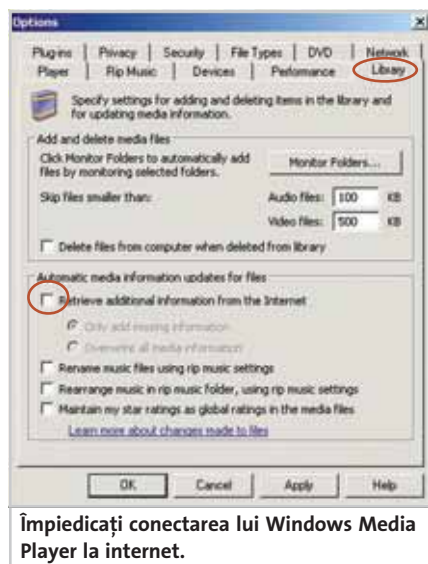 Options
Plug-ins Privacy Security File Types DVD Network
Player Rip Music Devices Performance Library
Specify settings for adding and deleting items in the library and
for updating media information.
Add and delete media files
Click Monitor Folders to automatically add
files by monitoring selected folders.
Monitor Folders...
Skip files smaller than:
Audio files: 100 KB
Video files: 500 KB
Delete files from computer when deleted from library
Automatic media information updates for files
Retrieve additional information from the Internet
Only add missing information
Overwrite all media information
Rename music files using rip music settings
Rearrange music in rip music folder, using rip music settings
Maintain my star ratings as global ratings in the media files
Learn more about changes made to files
OK Cancel Apply Help
Împiedicați conectarea lui Windows Media
Player la internet.